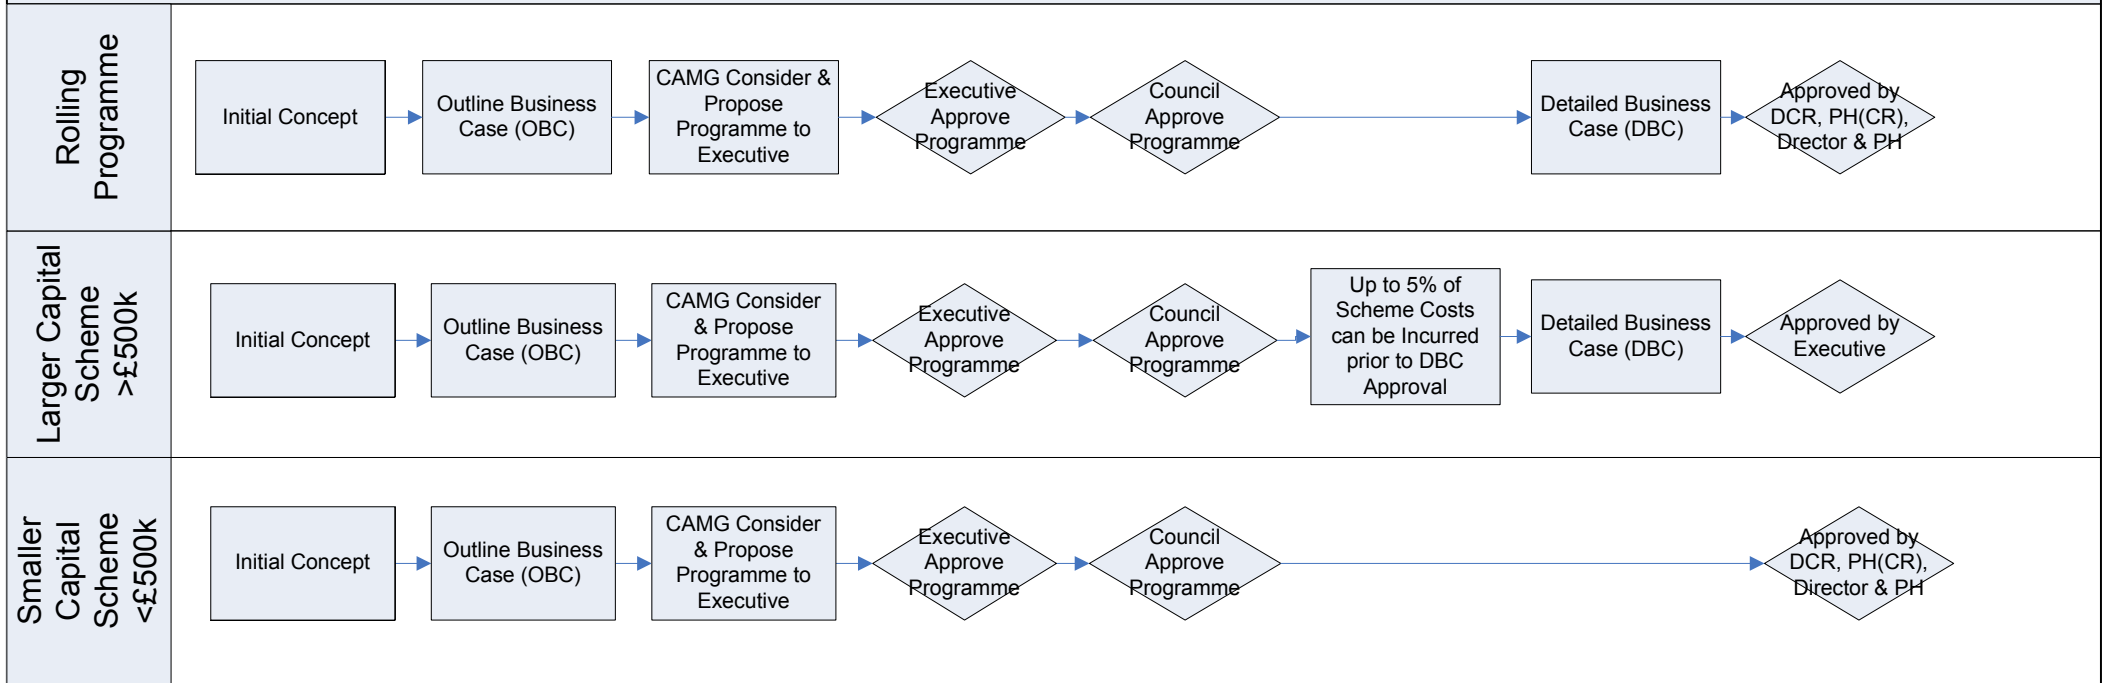 Rolling
Programme
Initial Concept
Outline Business
Case (OBC)
CAMG Consider &
Propose
Programme to
Executive
Executive
Approve
Programme
Council
Approve
Programme
Detailed Business
Case (DBC)
Approved by
DCR, PH(CR),
Drector & PH
Larger Capital
Scheme
>£500k
Initial Concept
Outline Business
Case (OBC)
CAMG Consider
& Propose
Programme to
Executive
Executive
Approve
Programme
Council
Approve
Programme
Up to 5% of
Scheme Costs
can be Incurred
prior to DBC
Approval
Detailed Business
Case (DBC)
Approved by
Executive
Smaller
Capital
Scheme
<£500k
Initial Concept
Outline Business
Case (OBC)
CAMG Consider
& Propose
Programme to
Executive
Executive
Approve
Programme
Council
Approve
Programme
Approved by
DCR, PH(CR),
Director & PH